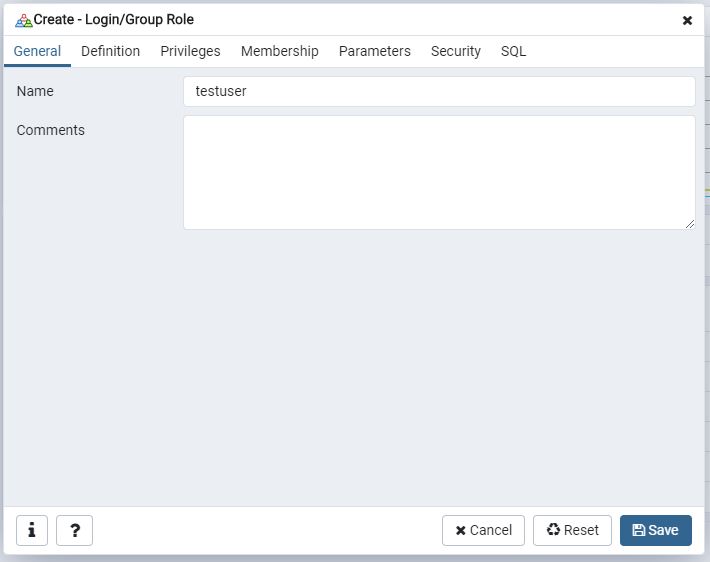 Create - Login/Group Role
General Definition Privileges Membership Parameters Security SQL
Name testuser
Comments
i ? Cancel Reset Save